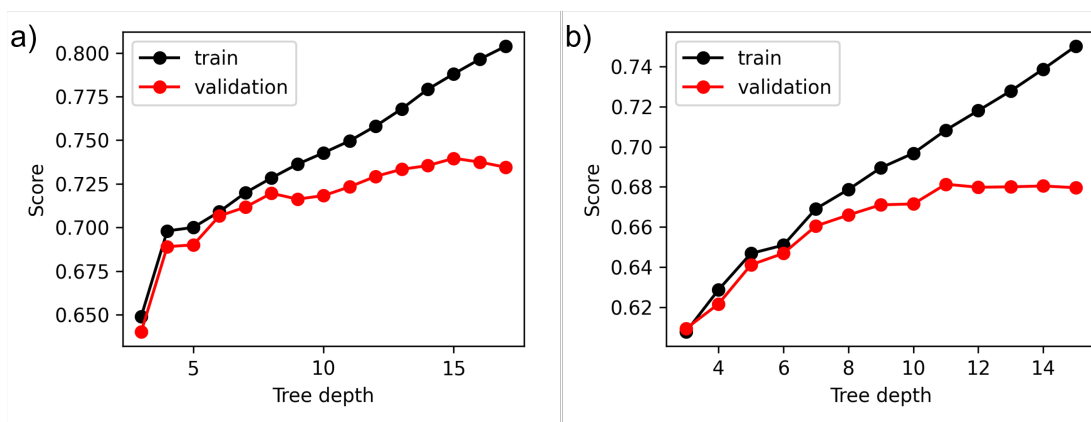 a)
train
validation
Score
0.800
0.775
0.750
0.725
0.700
0.675
0.650
5
10
15
Tree depth
b)
train
validation
Score
0.74
0.72
0.70
0.68
0.66
0.64
0.62
4
6
8
10
12
14
Tree depth